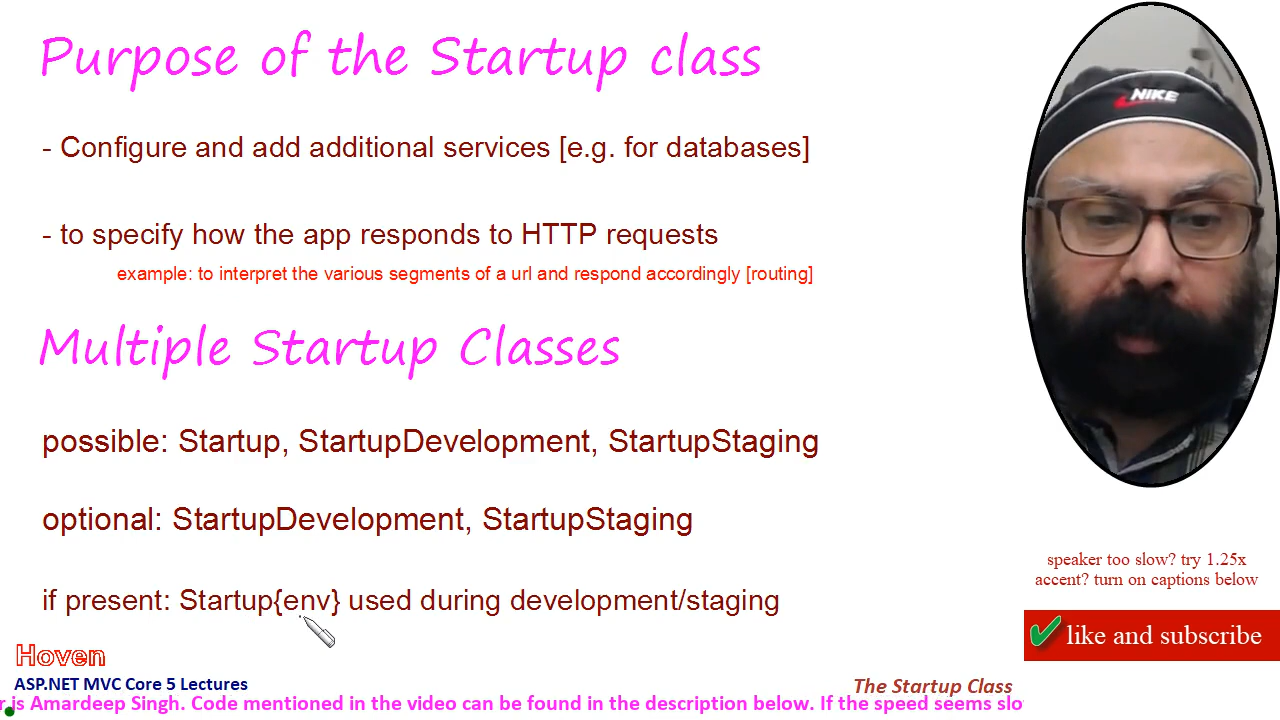 Purpose of the Startup class
- Configure and add additional services [e.g. for databases]
- to specify how the app responds to HTTP requests
example: to interpret the various segments of a url and respond accordingly [routing]
Multiple Startup Classes
possible: Startup, StartupDevelopment, StartupStaging
optional: StartupDevelopment, StartupStaging
if present: Startup{env} used during development/staging
NIKE
speaker too slow? try 1.25x
accent? turn on captions below
like and subscribe
Hoven
ASP.NET MVC Core 5 Lectures
The Startup Class
is Amardeep Singh. Code mentioned in the video can be found in the description below. If the speed seems